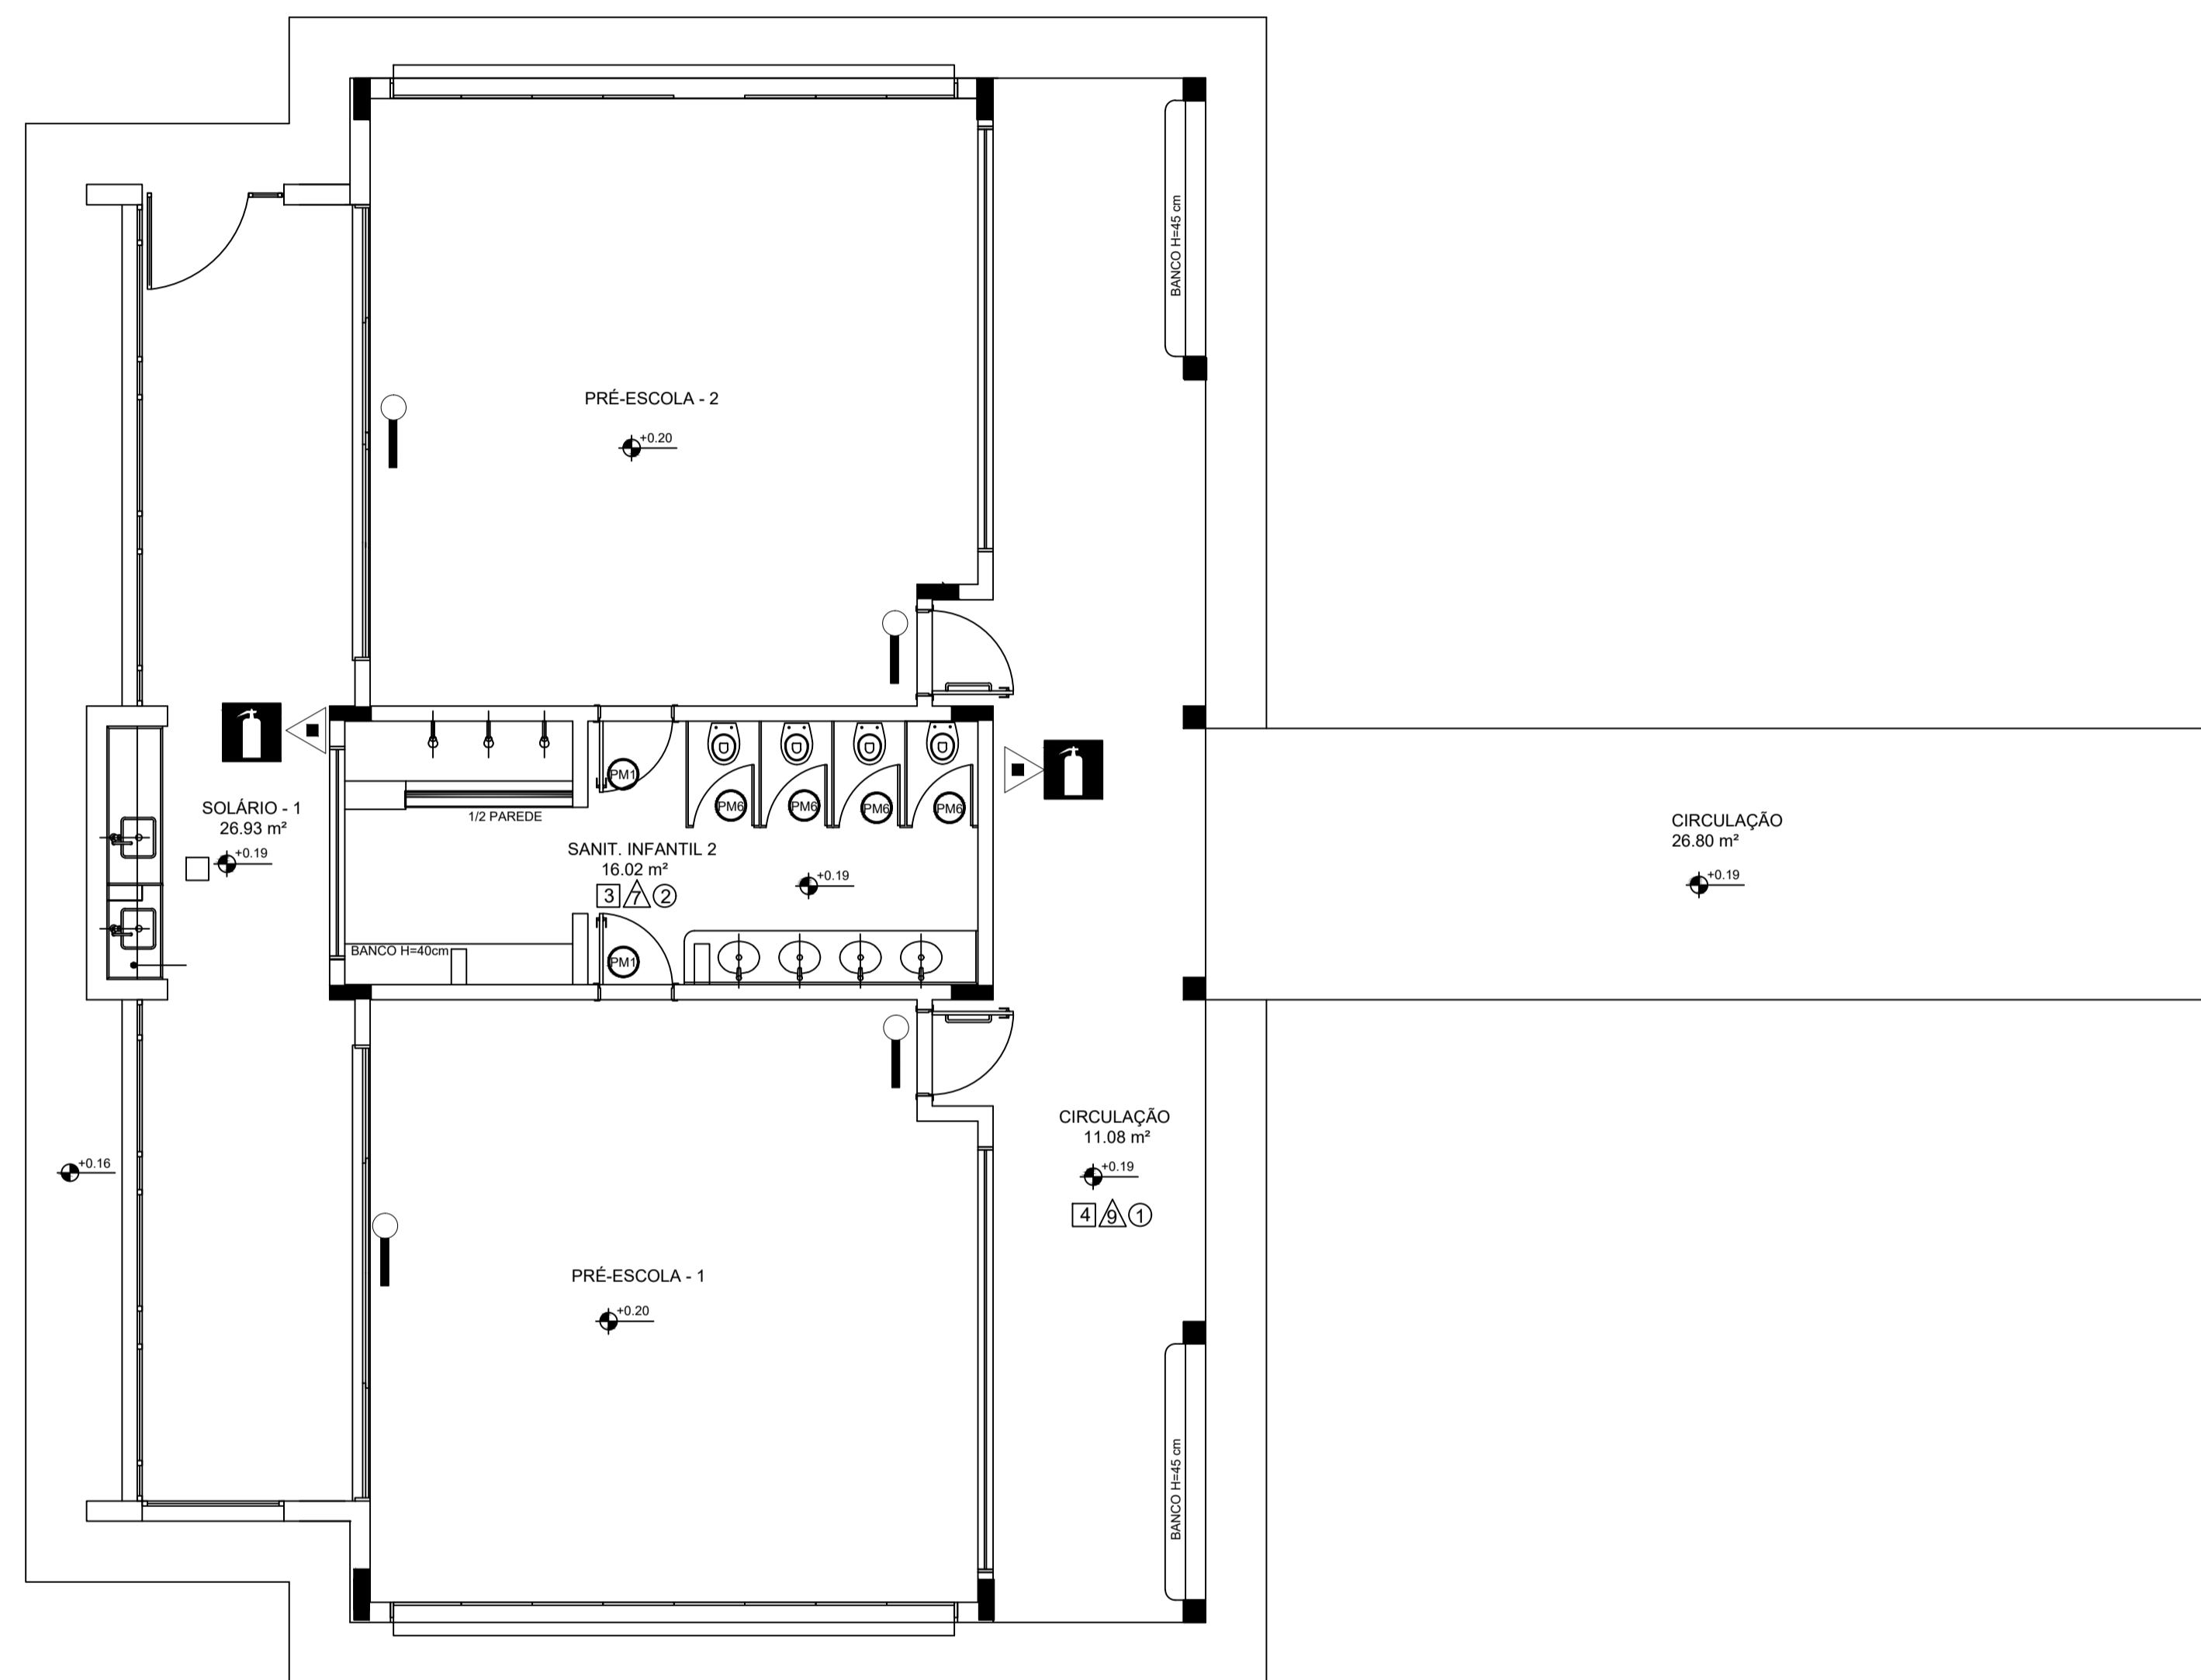 BANCO H=45 cm
PRÉ-ESCOLA - 2
+0.20
PM1
PM6
PM6
PM6
PM6
1/2 PAREDE
SOLÁRIO - 1
26.93 m²
+0.19
SANIT. INFANTIL 2
16.02 m²
3 7 2
+0.19
CIRCULAÇÃO
26.80 m²
+0.19
BANCO H=40cm
PM1
CIRCULAÇÃO
11.08 m²
+0.19
4 9 1
+0.16
PRÉ-ESCOLA - 1
+0.20
BANCO H=45 cm